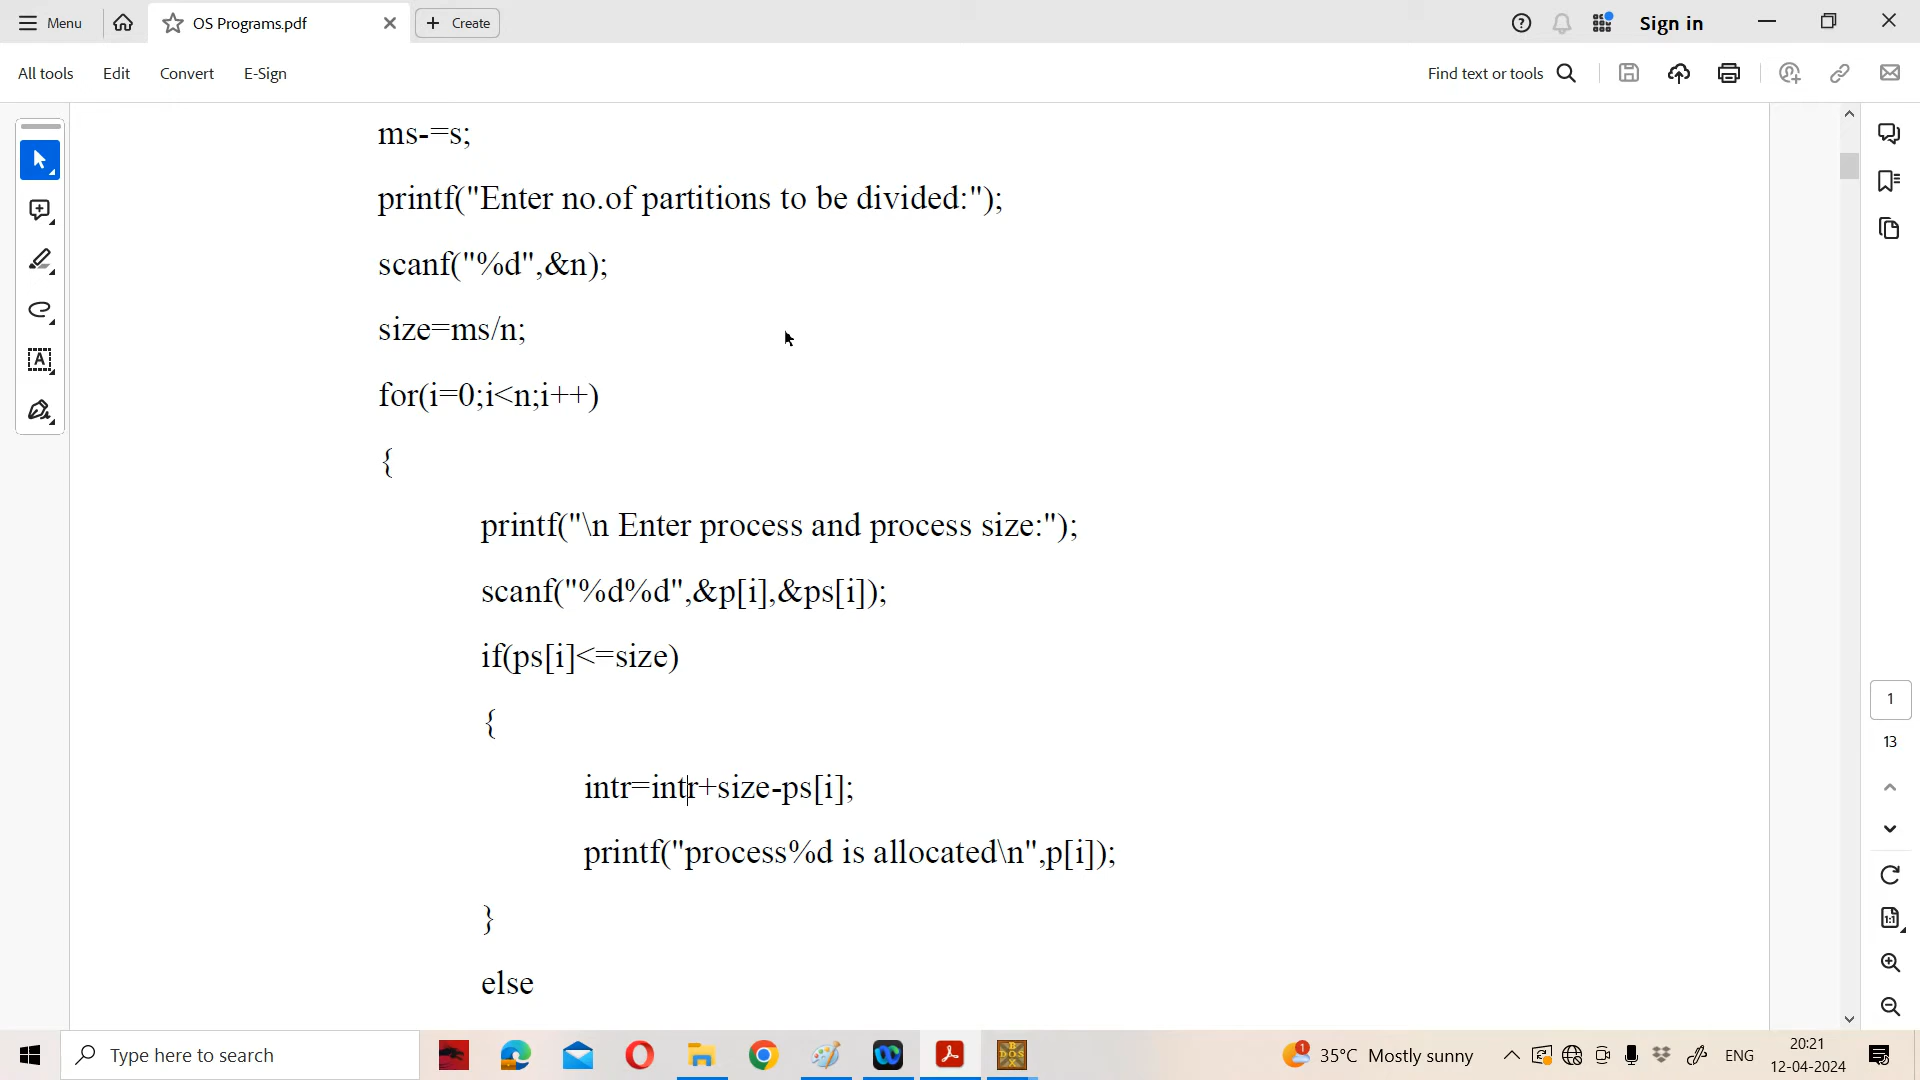 Menu
OS Programs.pdf
Create
Sign in
All tools
Edit
Convert
E-Sign
Find text or tools
ms-=s;
printf("Enter no.of partitions to be divided:");
scanf("%d",&n);
size=ms/n;
for(i=0;i<n;i++)
{
printf("\n Enter process and process size:");
scanf("%d%d",&p[i],&ps[i]);
if(ps[i]<=size)
{
intr=intr+size-ps[i];
printf("process%d is allocated\n",p[i]);
}
else
1
13
Type here to search
1
35°C Mostly sunny
ENG
20:21
12-04-2024